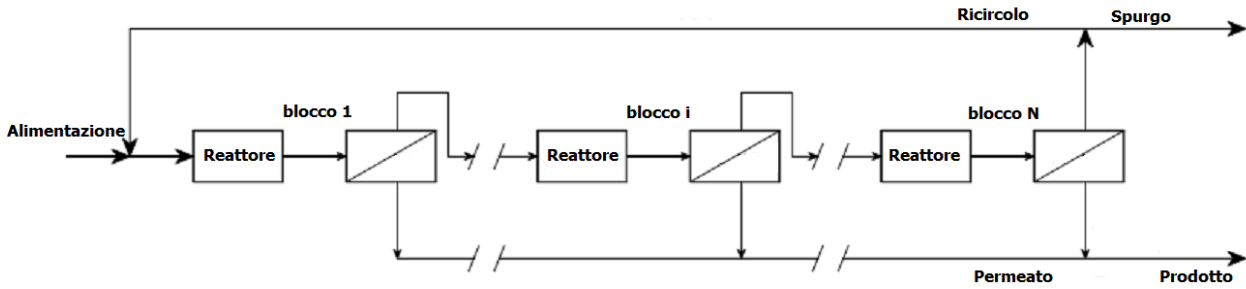 Ricircolo Spurgo
blocco 1 blocco i blocco N
Alimentazione
Reattore Reattore Reattore
Permeato Prodotto